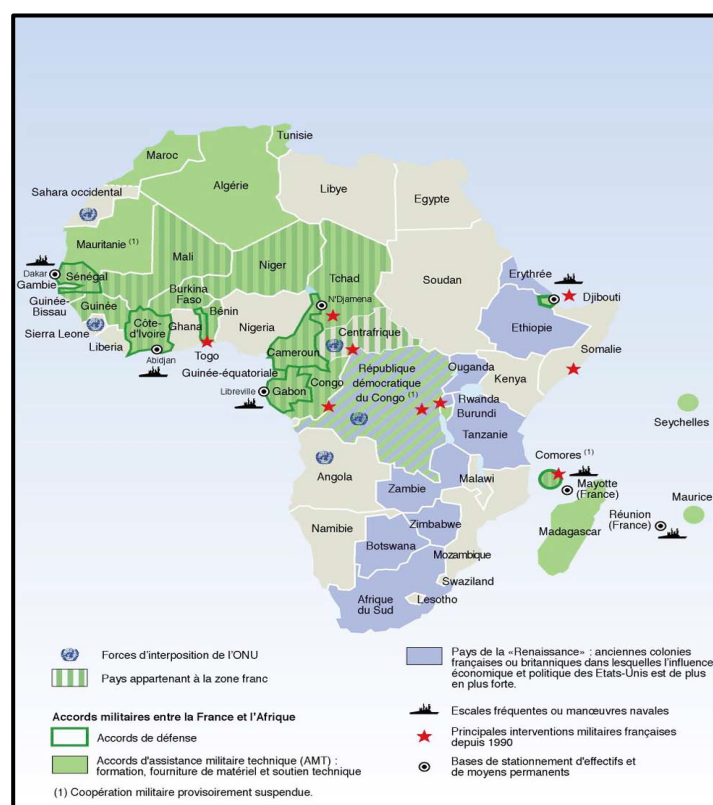 Tunisie
Maroc
Algérie
Libye
Egypte
Sahara occidental
Mauritanie (1)
Mali
Niger
Tchad
Soudan
Erythrée
Dakar
Sénégal
Gambie
Guinée-
Bissau
Guinée
Burkina
Faso
Bénin
N'Djamena
Djibouti
Sierra Leone
Côte-
d'Ivoire
Ghana
Nigeria
Centrafrique
Ethiopie
Liberia
Abidjan
Togo
Cameroun
Somalie
Guinée-équatoriale
République
démocratique
du Congo (1)
Ouganda
Kenya
Libreville
Gabon
Congo
Rwanda
Burundi
Tanzanie
Seychelles
Comores (1)
Angola
Malawi
Mayotte
(France)
Zambie
Maurice
Réunion
(France)
Zimbabwe
Madagascar
Namibie
Botswana
Mozambique
Swaziland
Afrique
du Sud
Lesotho
Forces d'interposition de l'ONU
Pays appartenant à la zone franc
Accords militaires entre la France et l'Afrique
Accords de défense
Accords d'assistance militaire technique (AMT) :
formation, fourniture de matériel et soutien technique
(1) Coopération militaire provisoirement suspendue.
Pays de la «Renaissance» : anciennes colonies
françaises ou britanniques dans lesquelles l'influence
économique et politique des Etats-Unis est de plus
en plus forte.
Escales fréquentes ou manœuvres navales
Principales interventions militaires françaises
depuis 1990
Bases de stationnement d'effectifs et
de moyens permanents